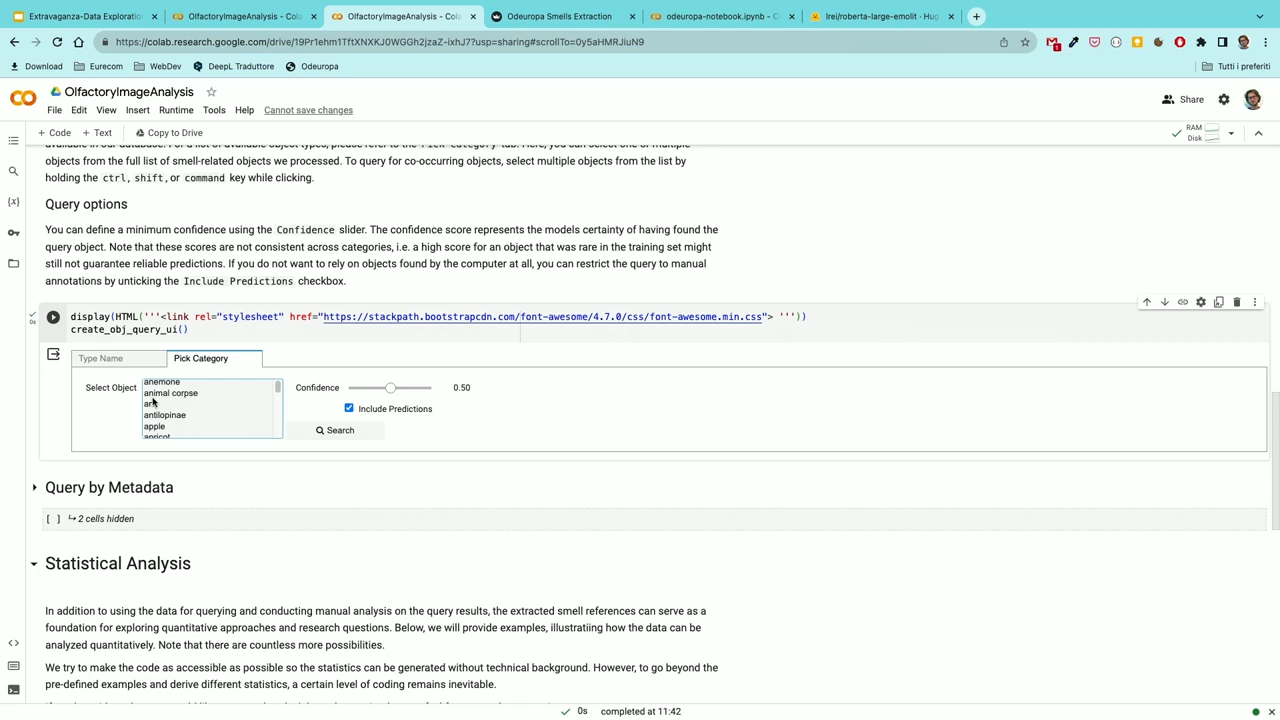 Extravaganza-Data Exploratio
OlfactoryImageAnalysis - Cola
OlfactoryImageAnalysis - Cola
Odeuropa Smells Extraction
odeuropa-notebook.ipynb - C
lrei/roberta-large-emolit · Hug
https://colab.research.google.com/drive/19Pr1ehm1TftXNXKJ0WGGh2jzaZ-ixhJ7?usp=sharing#scrollTo=0y5aHMRJiuN9
Download
Eurecom
WebDev
DeepL Traduttore
Odeuropa
Tutti i preferiti
OlfactoryImageAnalysis
File Edit View Insert Runtime Tools Help Cannot save changes
Share
+ Code + Text Copy to Drive
RAM
Disk
objects from the full list of smell-related objects we processed. To query for co-occurring objects, select multiple objects from the list by
holding the ctrl, shift, or command key while clicking.
Query options
You can define a minimum confidence using the Confidence slider. The confidence score represents the models certainty of having found the
query object. Note that these scores are not consistent across categories, i.e. a high score for an object that was rare in the training set might
still not guarantee reliable predictions. If you do not want to rely on objects found by the computer at all, you can restrict the query to manual
annotations by unticking the Include Predictions checkbox.
display(HTML('''<link rel="stylesheet" href="https://stackpath.bootstrapcdn.com/font-awesome/4.7.0/css/font-awesome.min.css"> '''))
create_obj_query_ui()
0s
Type Name
Pick Category
Select Object
anemone
animal corpse
antilopinae
apple
apricot
Confidence
0.50
Include Predictions
Search
Query by Metadata
[ ] ↳ 2 cells hidden
Statistical Analysis
In addition to using the data for querying and conducting manual analysis on the query results, the extracted smell references can serve as a
foundation for exploring quantitative approaches and research questions. Below, we will provide examples, illustratiing how the data can be
analyzed quantitatively. Note that there are countless more possibilities.
We try to make the code as accessible as possible so the statistics can be generated without technical background. However, to go beyond the
pre-defined examples and derive different statistics, a certain level of coding remains inevitable.
0s completed at 11:42